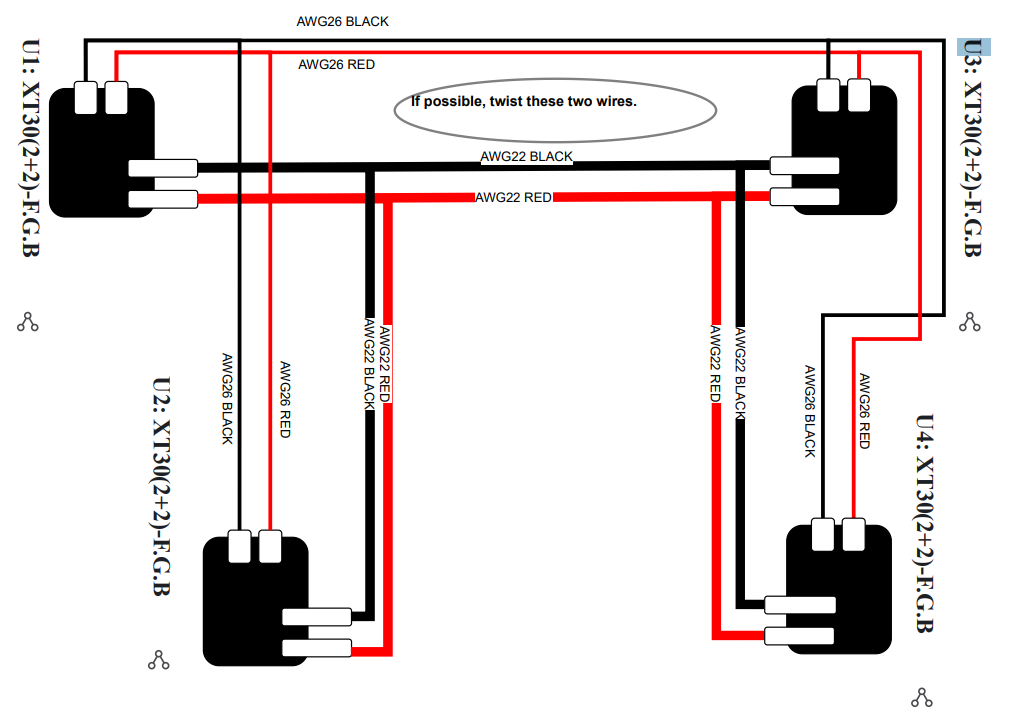 AWG26 BLACK
AWG26 RED
U1: XT30(2+2)-F.G.B
If possible, twist these two wires.
U3: XT30(2+2)-F.G.B
AWG22 BLACK
AWG22 RED
AWG26 BLACK
AWG26 RED
AWG22 BLACK
AWG22 RED
AWG22 RED
AWG22 BLACK
AWG26 BLACK
AWG26 RED
U2: XT30(2+2)-F.G.B
U4: XT30(2+2)-F.G.B